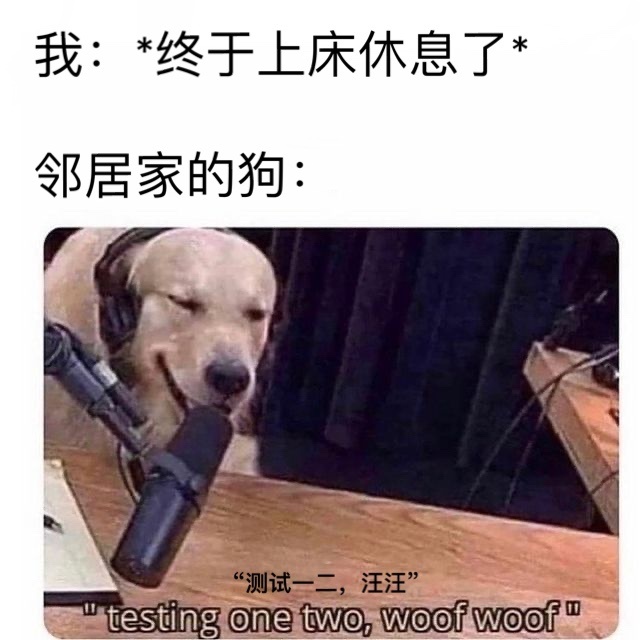 我：*终于上床休息了*
邻居家的狗：
“测试一二，汪汪”
" testing one two, woof woof "